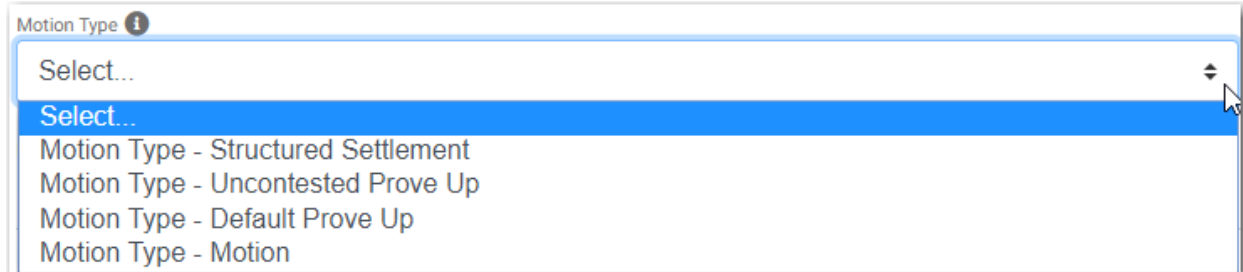 Motion Type
Select...
Select...
Motion Type - Structured Settlement
Motion Type - Uncontested Prove Up
Motion Type - Default Prove Up
Motion Type - Motion